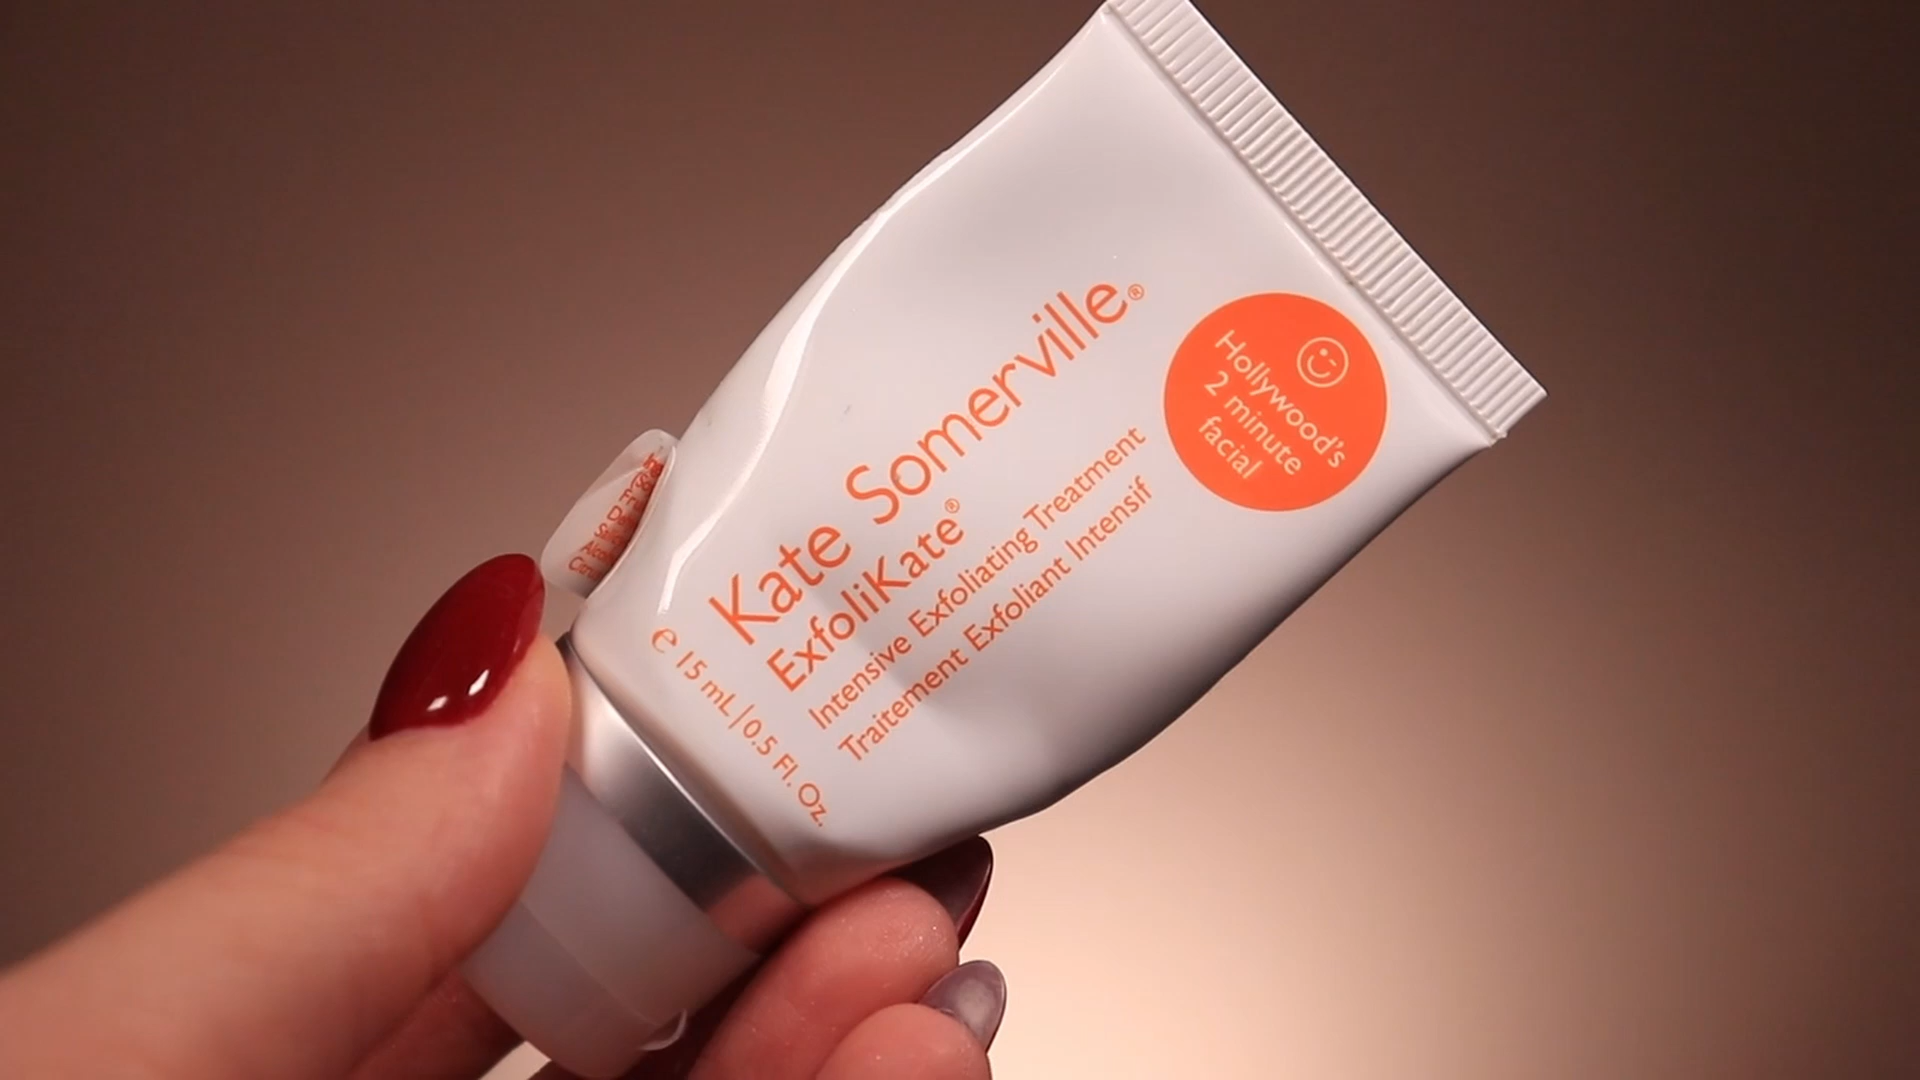 Kate Somerville®
ExfoliKate®
Intensive Exfoliating Treatment
Traitement Exfoliant Intensif
e 15 mL | 0.5 Fl. Oz.
Hollywood's
2 minute
facial